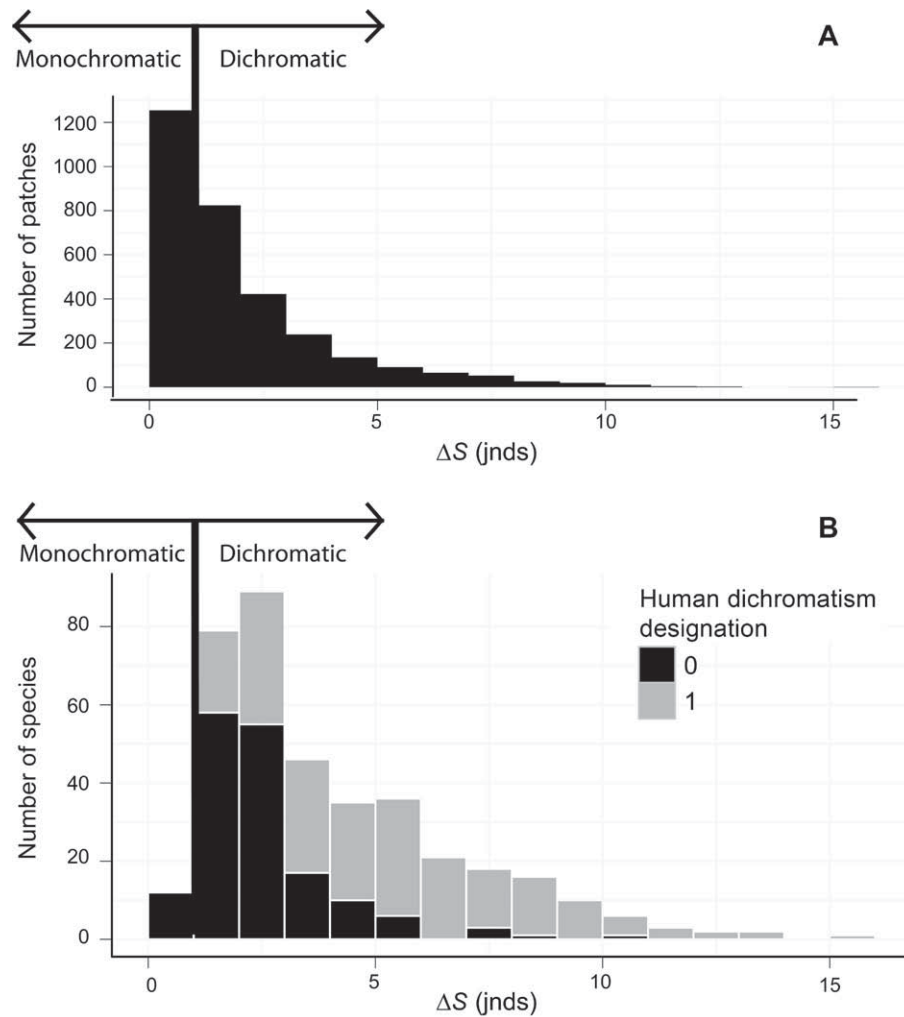 A
Monochromatic Dichromatic
Number of patches
1200
1000
800
600
400
200
0
0 5 10 15
ΔS (jnds)
B
Monochromatic Dichromatic
Number of species
80
60
40
20
0
Human dichromatism
designation
0
1
0 5 10 15
ΔS (jnds)